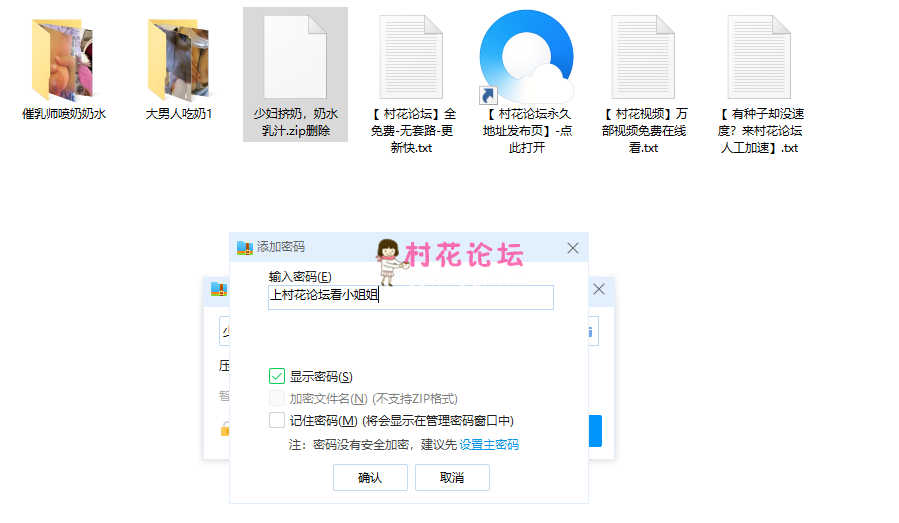 催乳师喷奶奶水
大男人吃奶1
少妇挤奶，奶水
乳汁.zip删除
【 村花论坛】全
免费-无套路-更
新快.txt
【 村花论坛永久
地址发布页】-点
此打开
【 村花视频】万
部视频免费在线
看.txt
【 有种子却没速
度？来村花论坛
人工加速】.txt
添加密码
村花论坛
输入密码(E)
上村花论坛看小姐姐
压
显示密码(S)
智
加密文件名(N) (不支持ZIP格式)
记住密码(M) (将会显示在管理密码窗口中)
注：密码没有安全加密，建议先 设置主密码
确认
取消